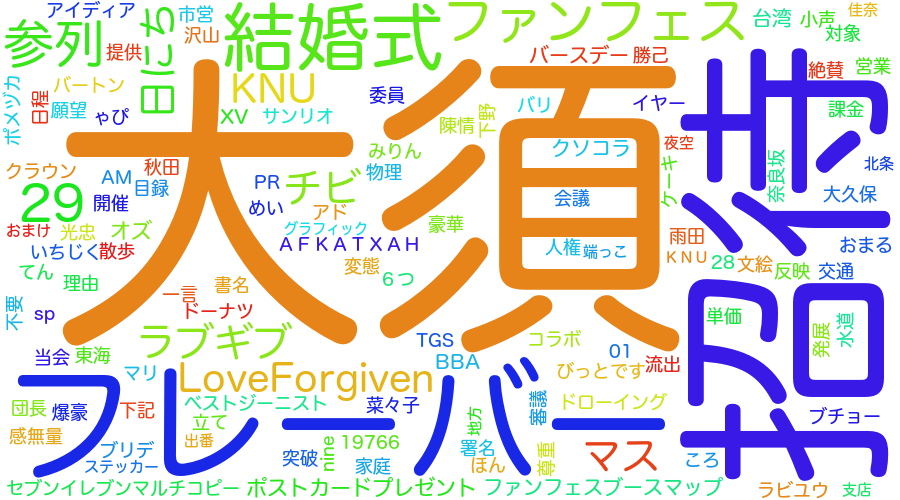 アイディア
市営
結婚式
ファンフェス
佳奈
参列
提供
日にち
沢山
台湾
小声
対象
バースデー
勝己
絶賛
営業
ポメヅカ
日程
バートン
願望
ゃぴ
KNU
XV
サンリオ
委員
陳情
下野
バリ
イヤー
招待
課金
クラウン
秋田
大須
みりん
物理
クソコラ
夜空
ケーキ
奈良坂
北条
29
AM
目録
PR
チビ
会議
大久保
開催
めい
アド
豪華
おまけ
光忠
オズ
グラフィック
AFKATXAH
人権
端っこ
雨田
おまる
いちじく
散歩
変態
KNU
28
文絵
反映
交通
てん
理由
6つ
不要
sp
一言
書名
ドーナツ
単価
発展
水道
ラブギブ
TGS
コラボ
01
当会
東海
BBA
びっとです
流出
マリ
LoveForgiven
フレーバー
団長
爆豪
下記
ベストジーニスト
菜々子
地方
審議
ドローイング
ブチョー
感無量
立て
出番
nine
19766
署名
尊重
マス
ブリデ
ステッカー
突破
家庭
ほん
ころ
セブンイレブンマルチコピー
ポストカードプレゼント
ファンフェスブースマップ
ラビュウ
支店